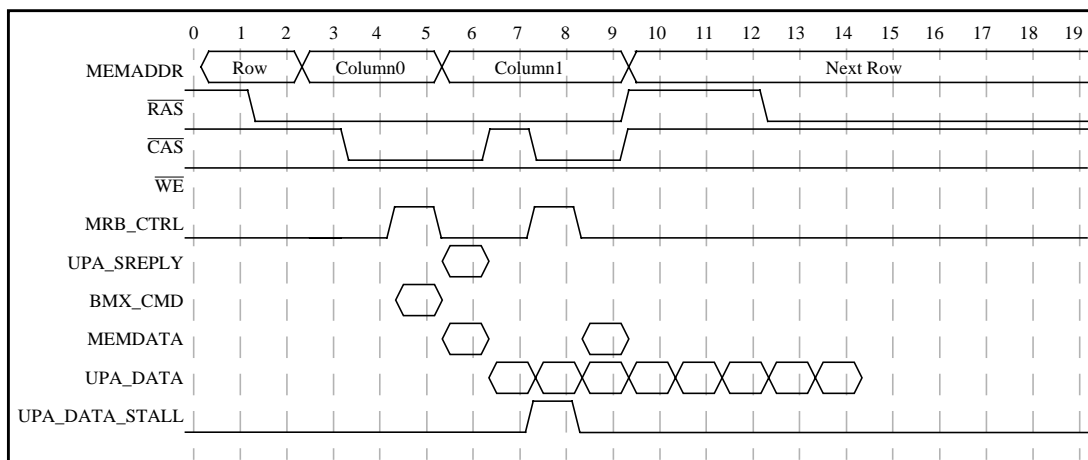 0 1 2 3 4 5 6 7 8 9 10 11 12 13 14 15 16 17 18 19
MEMADDR Row Column0 Column1 Next Row
RAS
CAS
WE
MRB_CTRL
UPA_SREPLY
BMX_CMD
MEMDATA
UPA_DATA
UPA_DATA_STALL